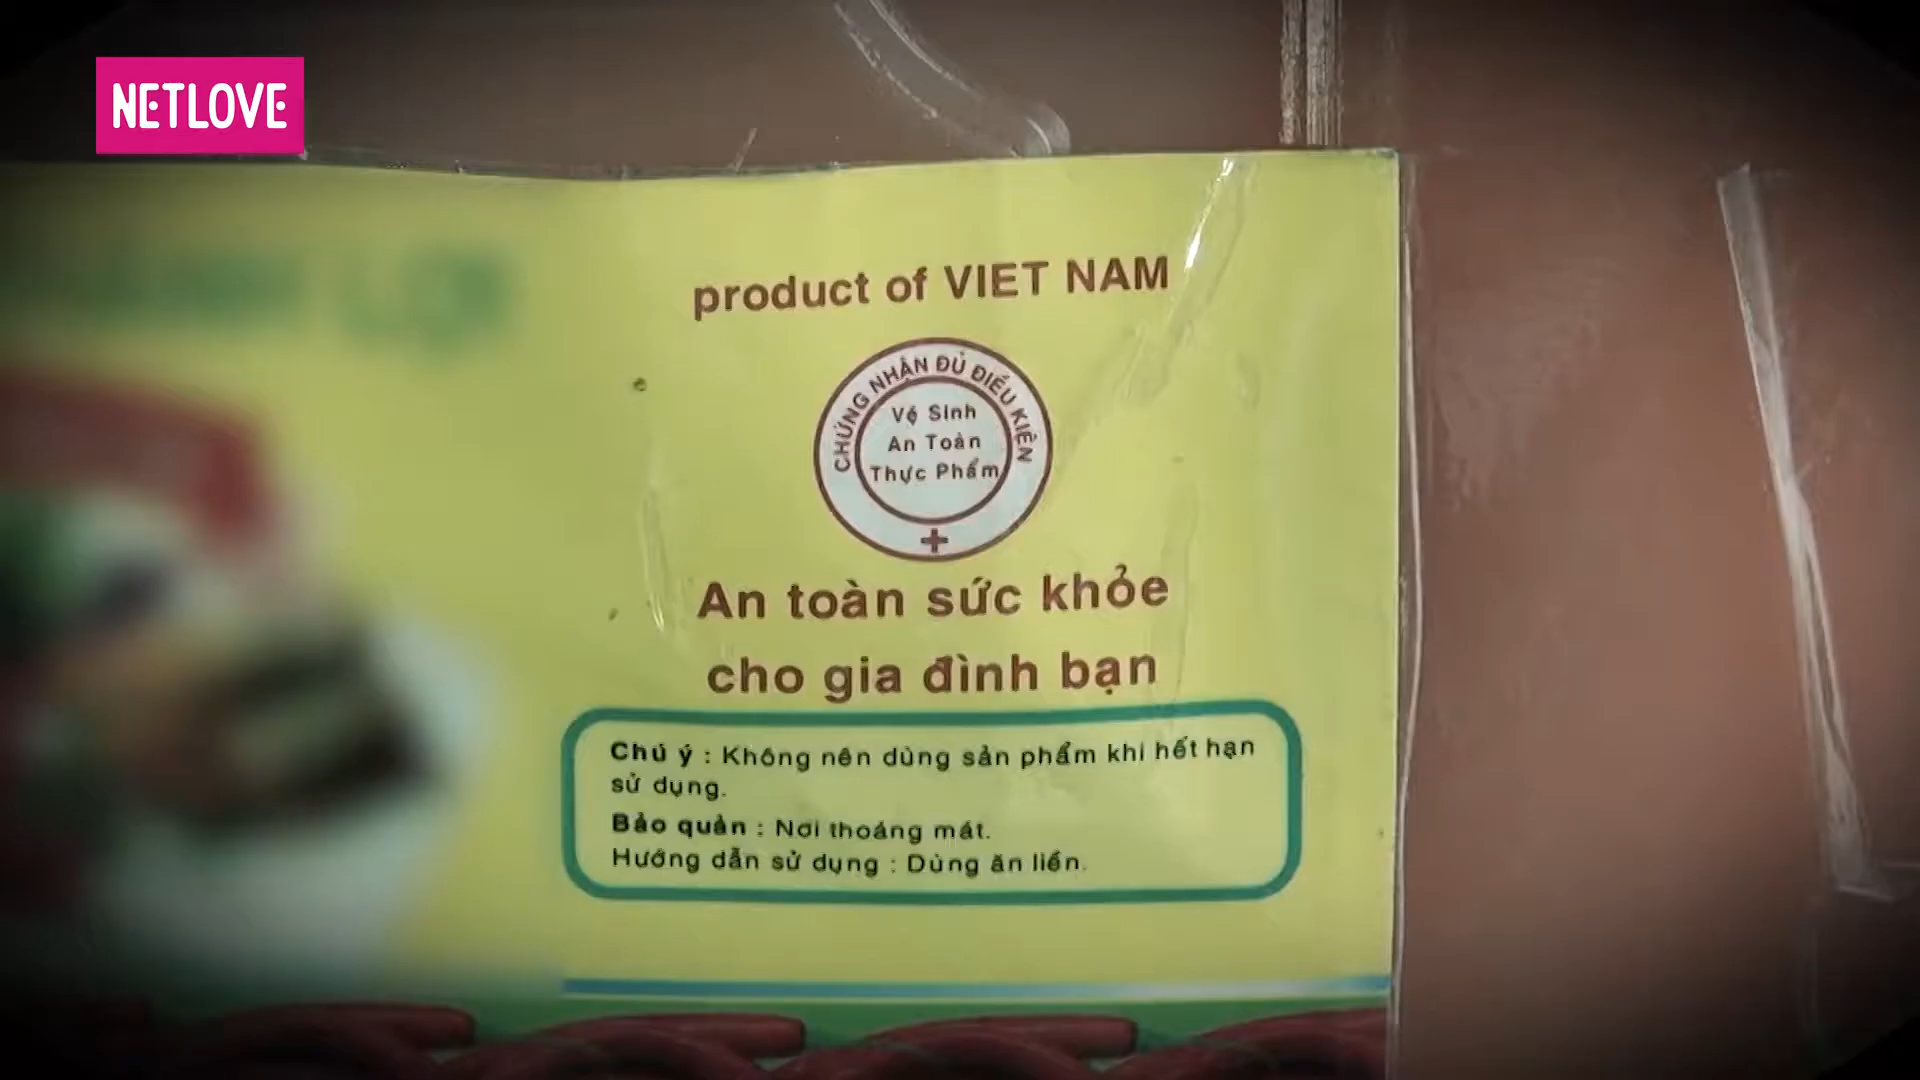 NETLOVE
product of VIET NAM
CHỨNG NHẬN ĐỦ ĐIỀU KIỆN
Vệ Sinh
An Toàn
Thực Phẩm
An toàn sức khỏe
cho gia đình bạn
Chú ý : Không nên dùng sản phẩm khi hết hạn
sử dụng.
Bảo quản : Nơi thoáng mát.
Hướng dẫn sử dụng : Dùng ăn liền.